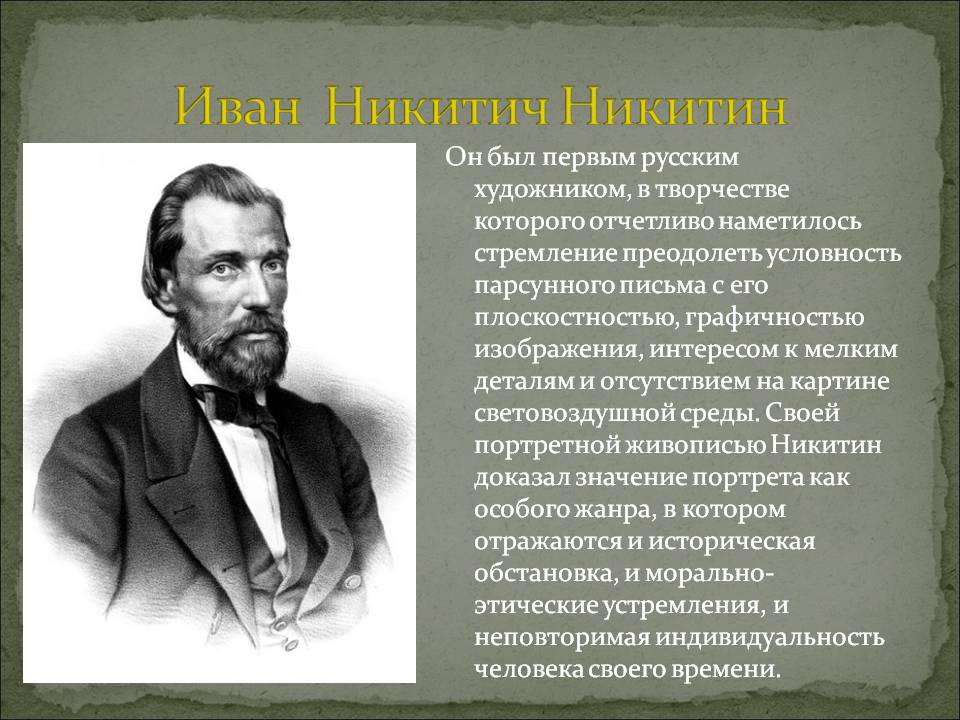 Иван Никитич Никитин
Он был первым русским
художником, в творчестве
которого отчетливо наметилось
стремление преодолеть условность
парсунного письма с его
плоскостностью, графичностью
изображения, интересом к мелким
деталям и отсутствием на картине
световоздушной среды. Своей
портретной живописью Никитин
доказал значение портрета как
особого жанра, в котором
отражаются и историческая
обстановка, и морально-
этические устремления, и
неповторимая индивидуальность
человека своего времени.